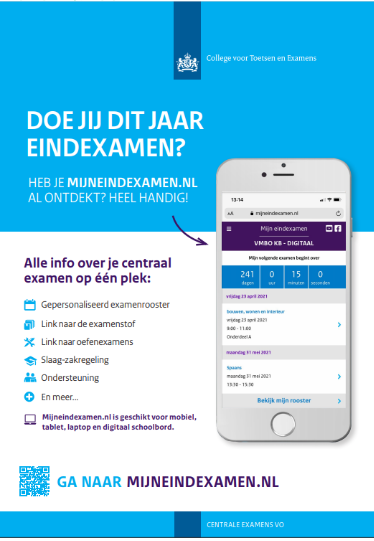 College voor Toetsen en Examens
DOE JIJ DIT JAAR
EINDEXAMEN?
HEB JE MIJNEINDEXAMEN.NL
AL ONTDEKT? HEEL HANDIG!
13-14
AA mijneindexamen.nl
Mijn eindexamen
VMBO KB - DIGITAAL
Mijn volgende examen begint over
241 0 15 0
dagen uur minuten seconden
vrijdag 23 april 2021
Bouwen, wonen en interieur
vrijdag 23 april 2021
9:00 - 11:00
Onderdeel A
maandag 31 mei 2021
Spaans
maandag 31 mei 2021
13:30 - 15:30
Bekijk mijn rooster
Alle info over je centraal
examen op één plek:
Gepersonaliseerd examenrooster
Link naar de examenstof
Link naar oefenexamens
Slaag-zakregeling
Ondersteuning
En meer...
Mijneindexamen.nl is geschikt voor mobiel,
tablet, laptop en digitaal schoolbord.
GA NAAR MIJNEINDEXAMEN.NL
CENTRALE EXAMENS VO